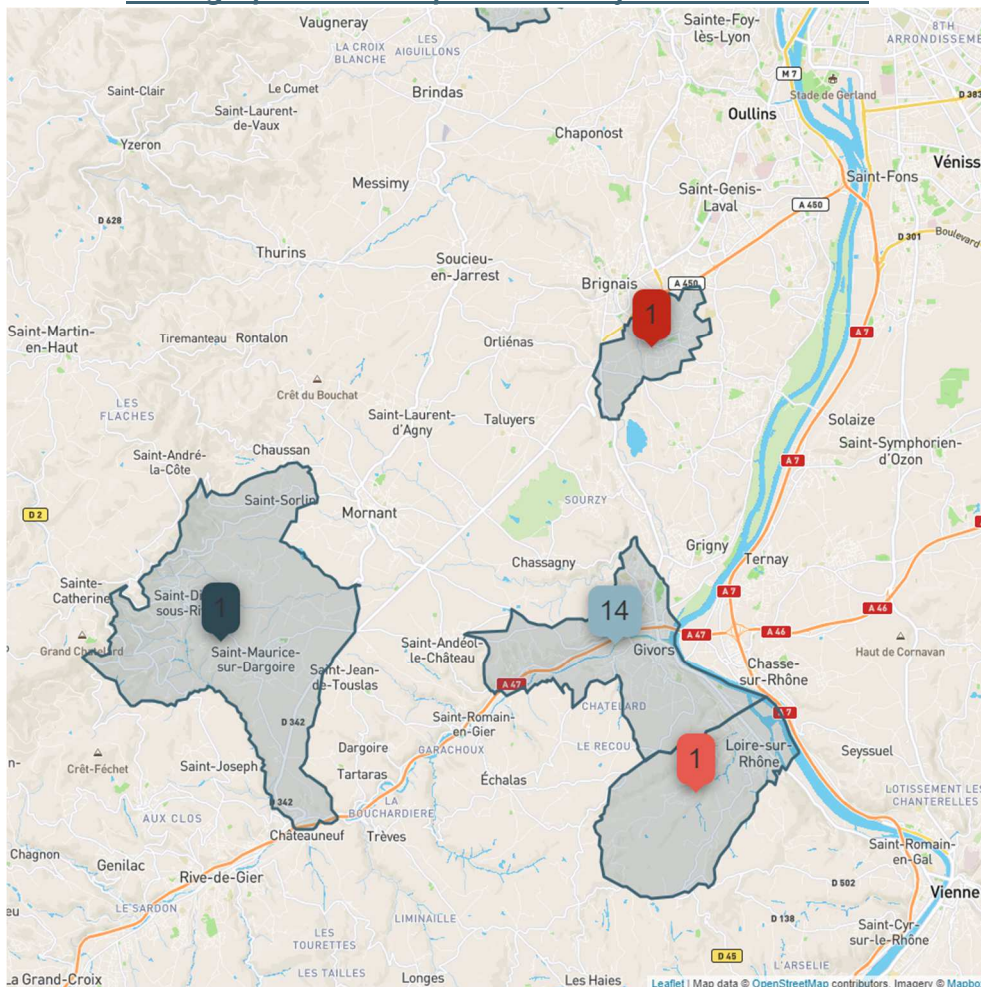 Vaugneray
Sainte-Foy-
lès-Lyon
8TH
ARRONDISSEME
LA CROIX
BLANCHE
LES
AIGUILLONS
M 7
Saint-Clair
Le Cumet
Brindas
Stade de Gerland
D 383
Saint-Laurent-
de-Vaux
Oullins
Yzeron
Chaponost
Véniss
Messimy
Saint-Genis-
Laval
Saint-Fons
A 450
D 628
D 301
Boulevard
Thurins
Soucieu-
en-Jarrest
Brignais
A 450
1
Saint-Martin-
en-Haut
Tiremanteau
Rontalon
Orliénas
A 7
Crêt du Bouchat
LES
FLACHES
Saint-Laurent-
d'Agny
Taluyers
Solaize
Saint-André-
la-Côte
Chaussan
Saint-Symphorien-
d'Ozon
A 7
Saint-Sorlin
SOURZY
D 2
Mornant
Grigny
Ternay
Chassagny
Sainte-
Catherine
Saint-Di
sous-Ri
1
14
A 7
A 46
Grand Chatelard
Saint-Maurice-
sur-Dargoire
Saint-Andéol-
le-Château
Givors
A 47
A 46
Haut de Cornavan
Saint-Jean-
de-Touslas
A 47
Chasse-
sur-Rhône
CHATELARD
D 342
Saint-Romain-
en-Gier
A 7
Dargoire
GARACHOUX
LE RECOU
1
Loire-sur-
Rhône
Seyssuel
Crêt-Féchet
Saint-Joseph
Tartaras
Échalas
LOTISSEMENT LES
CHANTERELLES
D 342
LA
BOUCHARDIERE
AUX CLOS
Châteauneuf
Trèves
Saint-Romain-
en-Gal
Chagnon
Genilac
Rive-de-Gier
D 502
Vienne
LE SARDON
LIMINAILLE
D 138
Saint-Cyr-
sur-le-Rhône
LES
TOURETTES
D 45
L'ARSELIE
La Grand-Croix
LES TAILLES
Longes
Les Haies
Leaflet | Map data © OpenStreetMap contributors, Imagery © Mapbo